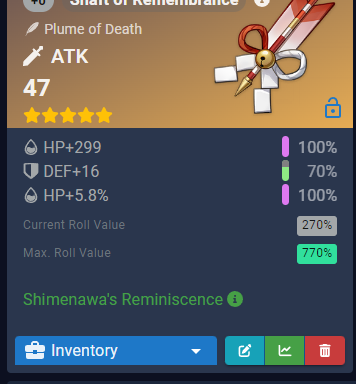 +0 Shaft of Remembrance
Plume of Death
ATK
47
HP+299 100%
DEF+16 70%
HP+5.8% 100%
Current Roll Value 270%
Max. Roll Value 770%
Shimenawa's Reminiscence
Inventory